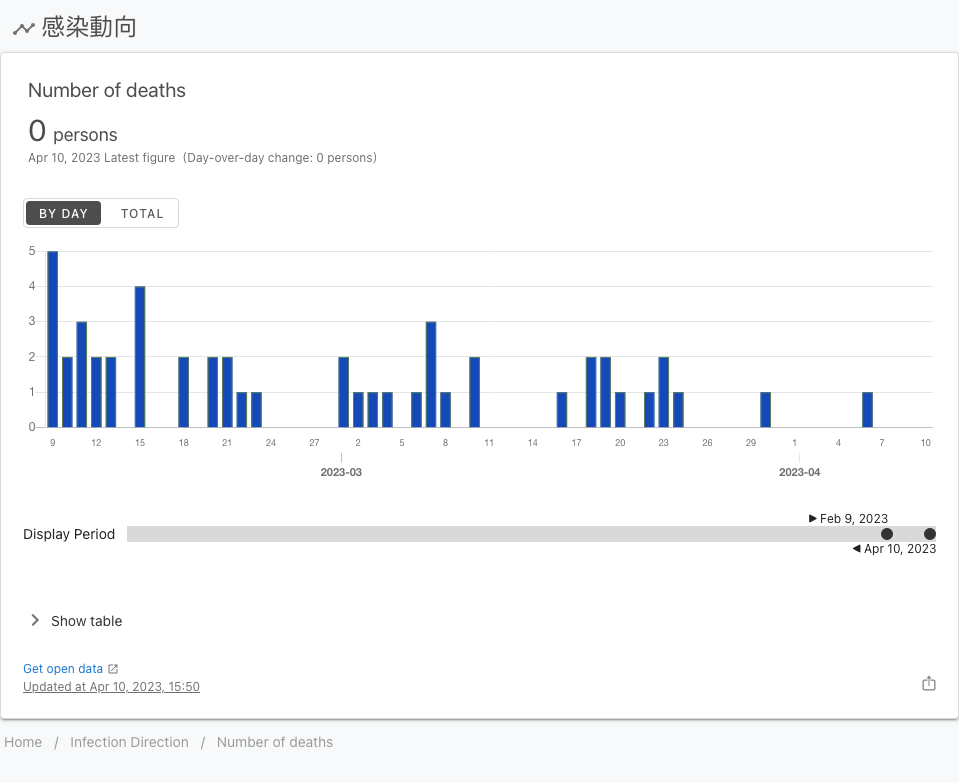 感染動向
Number of deaths
0 persons
Apr 10, 2023 Latest figure (Day-over-day change: 0 persons)
BY DAY TOTAL
5
4
3
2
1
0
9 12 15 18 21 24 27 2 5 8 11 14 17 20 23 26 29 1 4 7 10
2023-03 2023-04
Feb 9, 2023
Display Period
Apr 10, 2023
Show table
Get open data
Updated at Apr 10, 2023, 15:50
Home / Infection Direction / Number of deaths